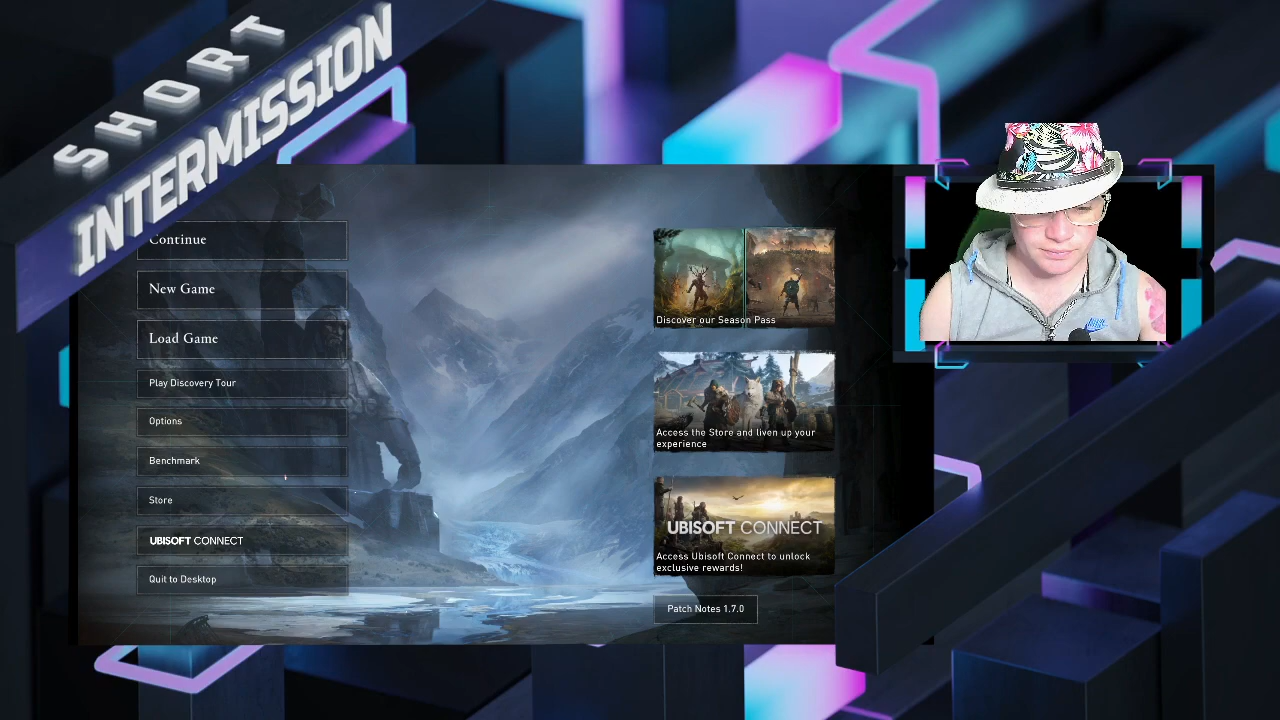 SHORT
INTERMISSION
Continue
New Game
Load Game
Play Discovery Tour
Options
Benchmark
Store
UBISOFT CONNECT
Quit to Desktop
Discover our Season Pass
Access the Store and liven up your
experience
UBISOFT CONNECT
Access Ubisoft Connect to unlock
exclusive rewards!
Patch Notes 1.7.0